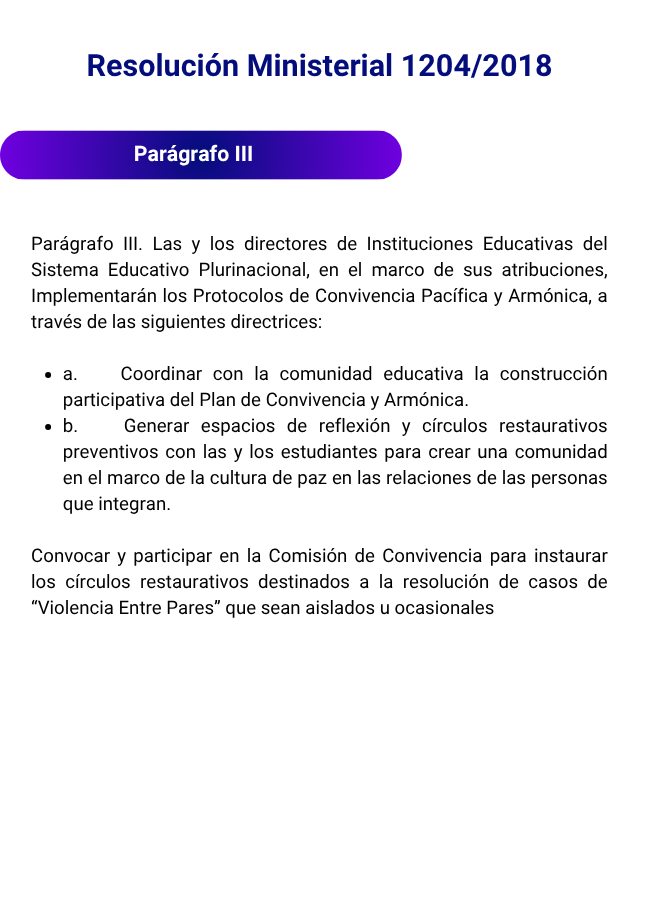 Resolución Ministerial 1204/2018
Parágrafo III
Parágrafo III. Las y los directores de Instituciones Educativas del
Sistema Educativo Plurinacional, en el marco de sus atribuciones,
Implementarán los Protocolos de Convivencia Pacífica y Armónica, a
través de las siguientes directrices:
• a. Coordinar con la comunidad educativa la construcción
participativa del Plan de Convivencia y Armónica.
• b. Generar espacios de reflexión y círculos restaurativos
preventivos con las y los estudiantes para crear una comunidad
en el marco de la cultura de paz en las relaciones de las personas
que integran.
Convocar y participar en la Comisión de Convivencia para instaurar
los círculos restaurativos destinados a la resolución de casos de
“Violencia Entre Pares” que sean aislados u ocasionales